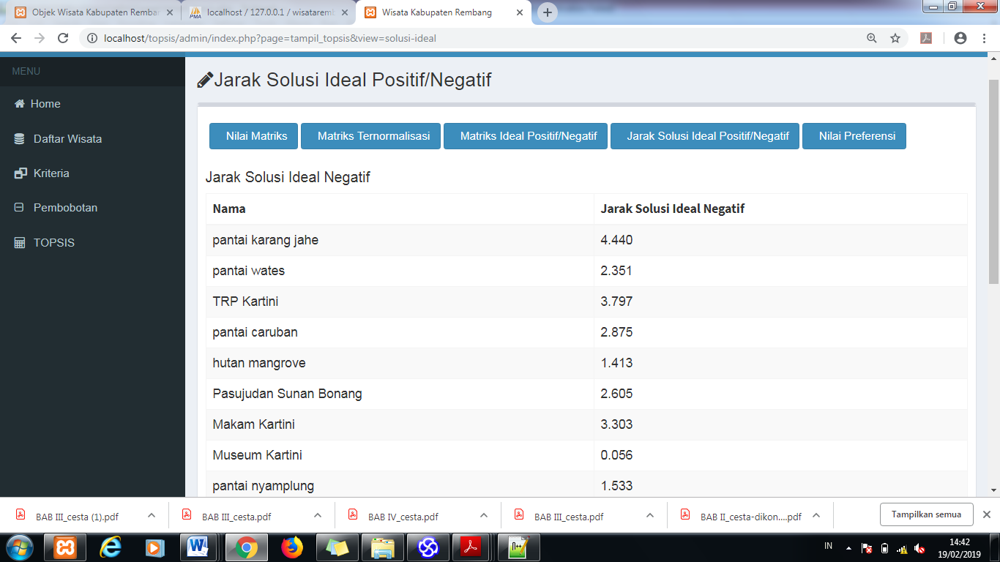 Objek Wisata Kabupaten Remban
localhost / 127.0.0.1 / wisataremb
Wisata Kabupaten Rembang
localhost/topsis/admin/index.php?page=tampil_topsis&view=solusi-ideal
MENU
Home
Daftar Wisata
Kriteria
Pembobotan
TOPSIS
Jarak Solusi Ideal Positif/Negatif
Nilai Matriks Matriks Ternormalisasi Matriks Ideal Positif/Negatif Jarak Solusi Ideal Positif/Negatif Nilai Preferensi
Jarak Solusi Ideal Negatif
Nama Jarak Solusi Ideal Negatif
pantai karang jahe 4.440
pantai wates 2.351
TRP Kartini 3.797
pantai caruban 2.875
hutan mangrove 1.413
Pasujudan Sunan Bonang 2.605
Makam Kartini 3.303
Museum Kartini 0.056
pantai nyamplung 1.533
BAB III_cesta (1).pdf BAB III_cesta.pdf BAB IV_cesta.pdf BAB III_cesta.pdf BAB II_cesta-dikon....pdf Tampilkan semua
IN 14:42
19/02/2019